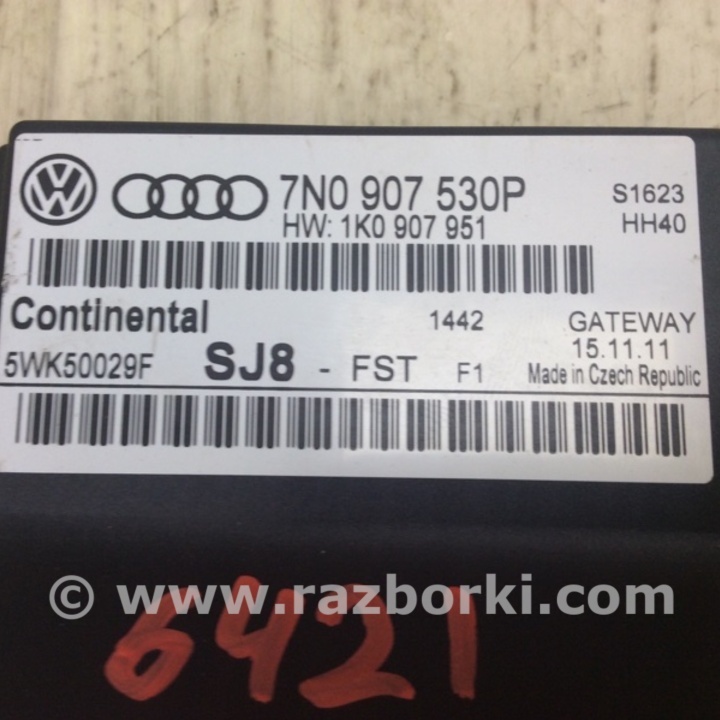 7N0 907 530P
S1623
HW: 1K0 907 951
HH40
Continental
1442
GATEWAY
15.11.11
5WK50029F
SJ8 - FST F1
Made in Czech Republic
© www.razborki.com
6421